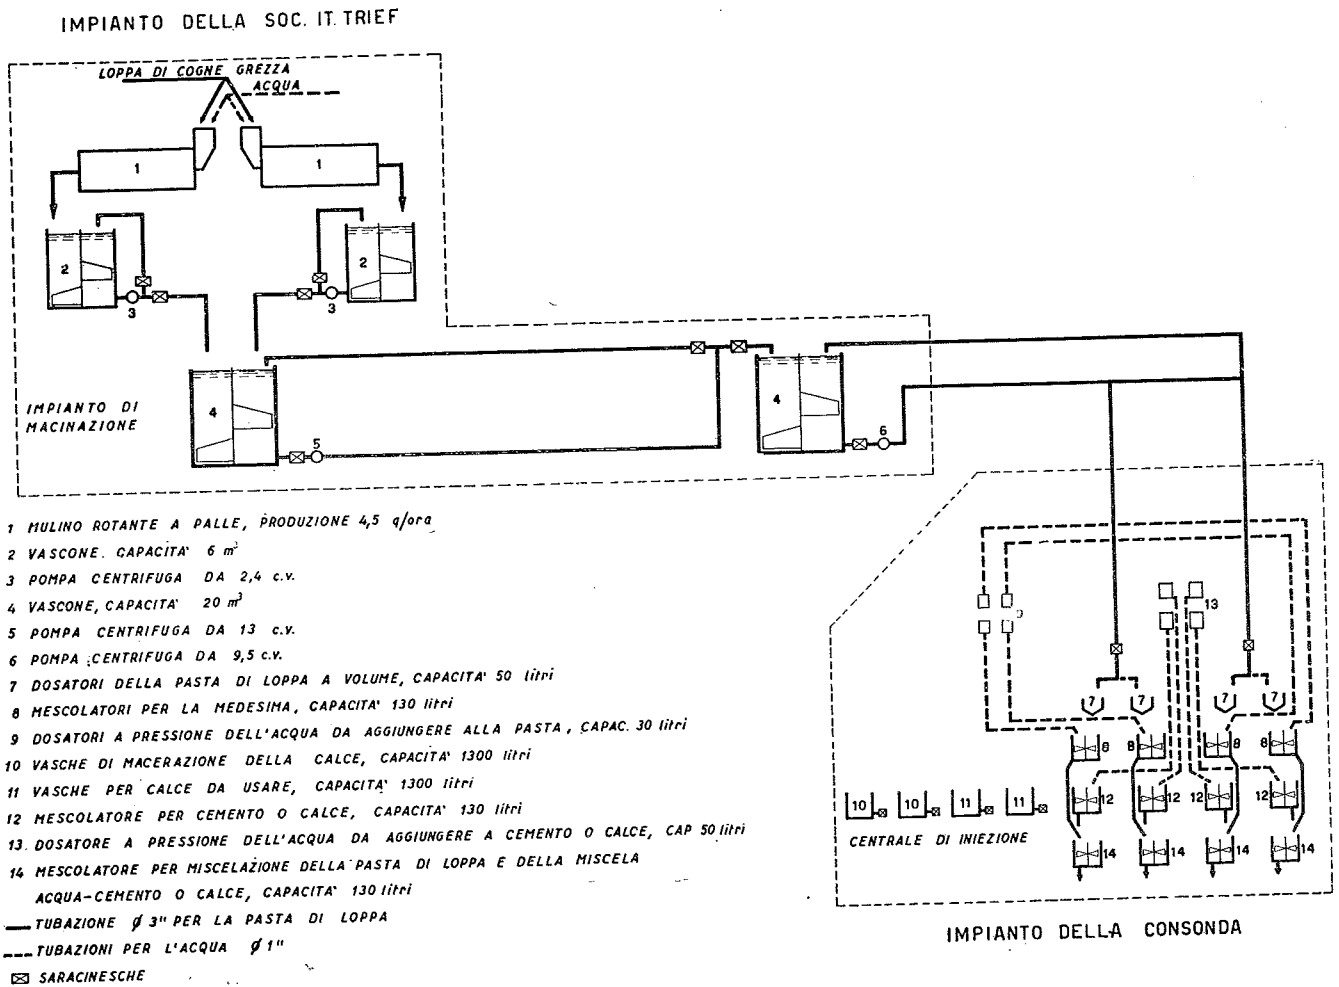 IMPIANTO DELLA SOC. IT. TRIEF
LOPPA DI COGNE GREZZA
ACQUA
1
1
2
2
3
3
4
4
5
6
IMPIANTO DI
MACINAZIONE
1 MULINO ROTANTE A PALLE, PRODUZIONE 4,5 q/ora
2 VASCONE. CAPACITA' 6 m³
3 POMPA CENTRIFUGA DA 2,4 c.v.
4 VASCONE, CAPACITA' 20 m³
5 POMPA CENTRIFUGA DA 13 c.v.
6 POMPA CENTRIFUGA DA 9,5 c.v.
7 DOSATORI DELLA PASTA DI LOPPA A VOLUME, CAPACITA' 50 litri
8 MESCOLATORI PER LA MEDESIMA, CAPACITA' 130 litri
9 DOSATORI A PRESSIONE DELL'ACQUA DA AGGIUNGERE ALLA PASTA, CAPAC. 30 litri
10 VASCHE DI MACERAZIONE DELLA CALCE, CAPACITA' 1300 litri
11 VASCHE PER CALCE DA USARE, CAPACITA' 1300 litri
12 MESCOLATORE PER CEMENTO O CALCE, CAPACITA' 130 litri
13. DOSATORE A PRESSIONE DELL'ACQUA DA AGGIUNGERE A CEMENTO O CALCE, CAP 50 litri
14 MESCOLATORE PER MISCELAZIONE DELLA PASTA DI LOPPA E DELLA MISCELA
ACQUA-CEMENTO O CALCE, CAPACITA' 130 litri
TUBAZIONE Ø 3" PER LA PASTA DI LOPPA
TUBAZIONI PER L'ACQUA Ø 1"
SARACINESCHE
9
13
7
7
7
7
8
8
8
8
10
10
11
11
12
12
12
12
CENTRALE DI INIEZIONE
14
14
14
14
IMPIANTO DELLA CONSONDA